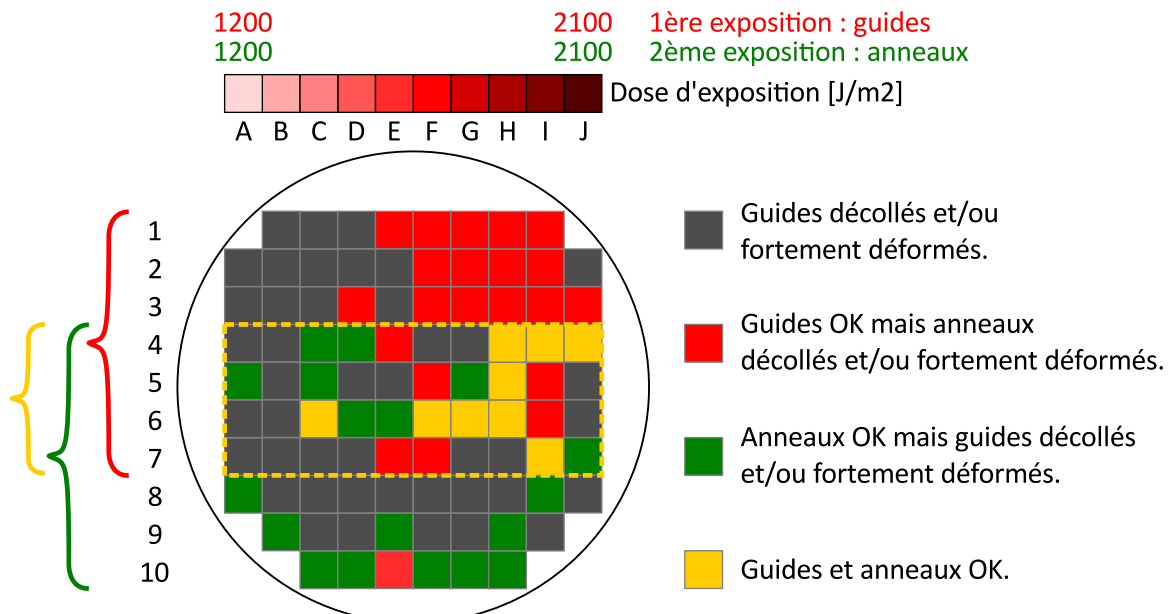 1200 2100 1ère exposition : guides
1200 2100 2ème exposition : anneaux
Dose d'exposition [J/m2]
A B C D E F G H I J
1
2
3
4
5
6
7
8
9
10
Guides décollés et/ou
fortement déformés.
Guides OK mais anneaux
décollés et/ou fortement déformés.
Anneaux OK mais guides décollés
et/ou fortement déformés.
Guides et anneaux OK.